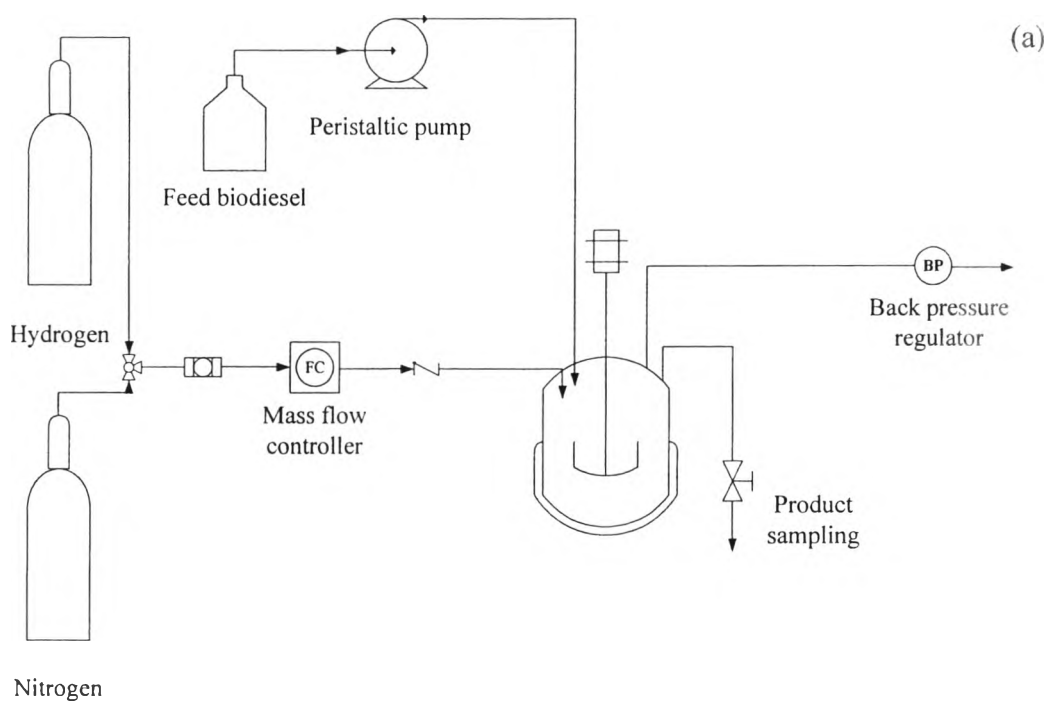 (a)
Peristaltic pump
Feed biodiesel
Hydrogen
BP
Back pressure
regulator
FC
Mass flow
controller
Product
sampling
Nitrogen